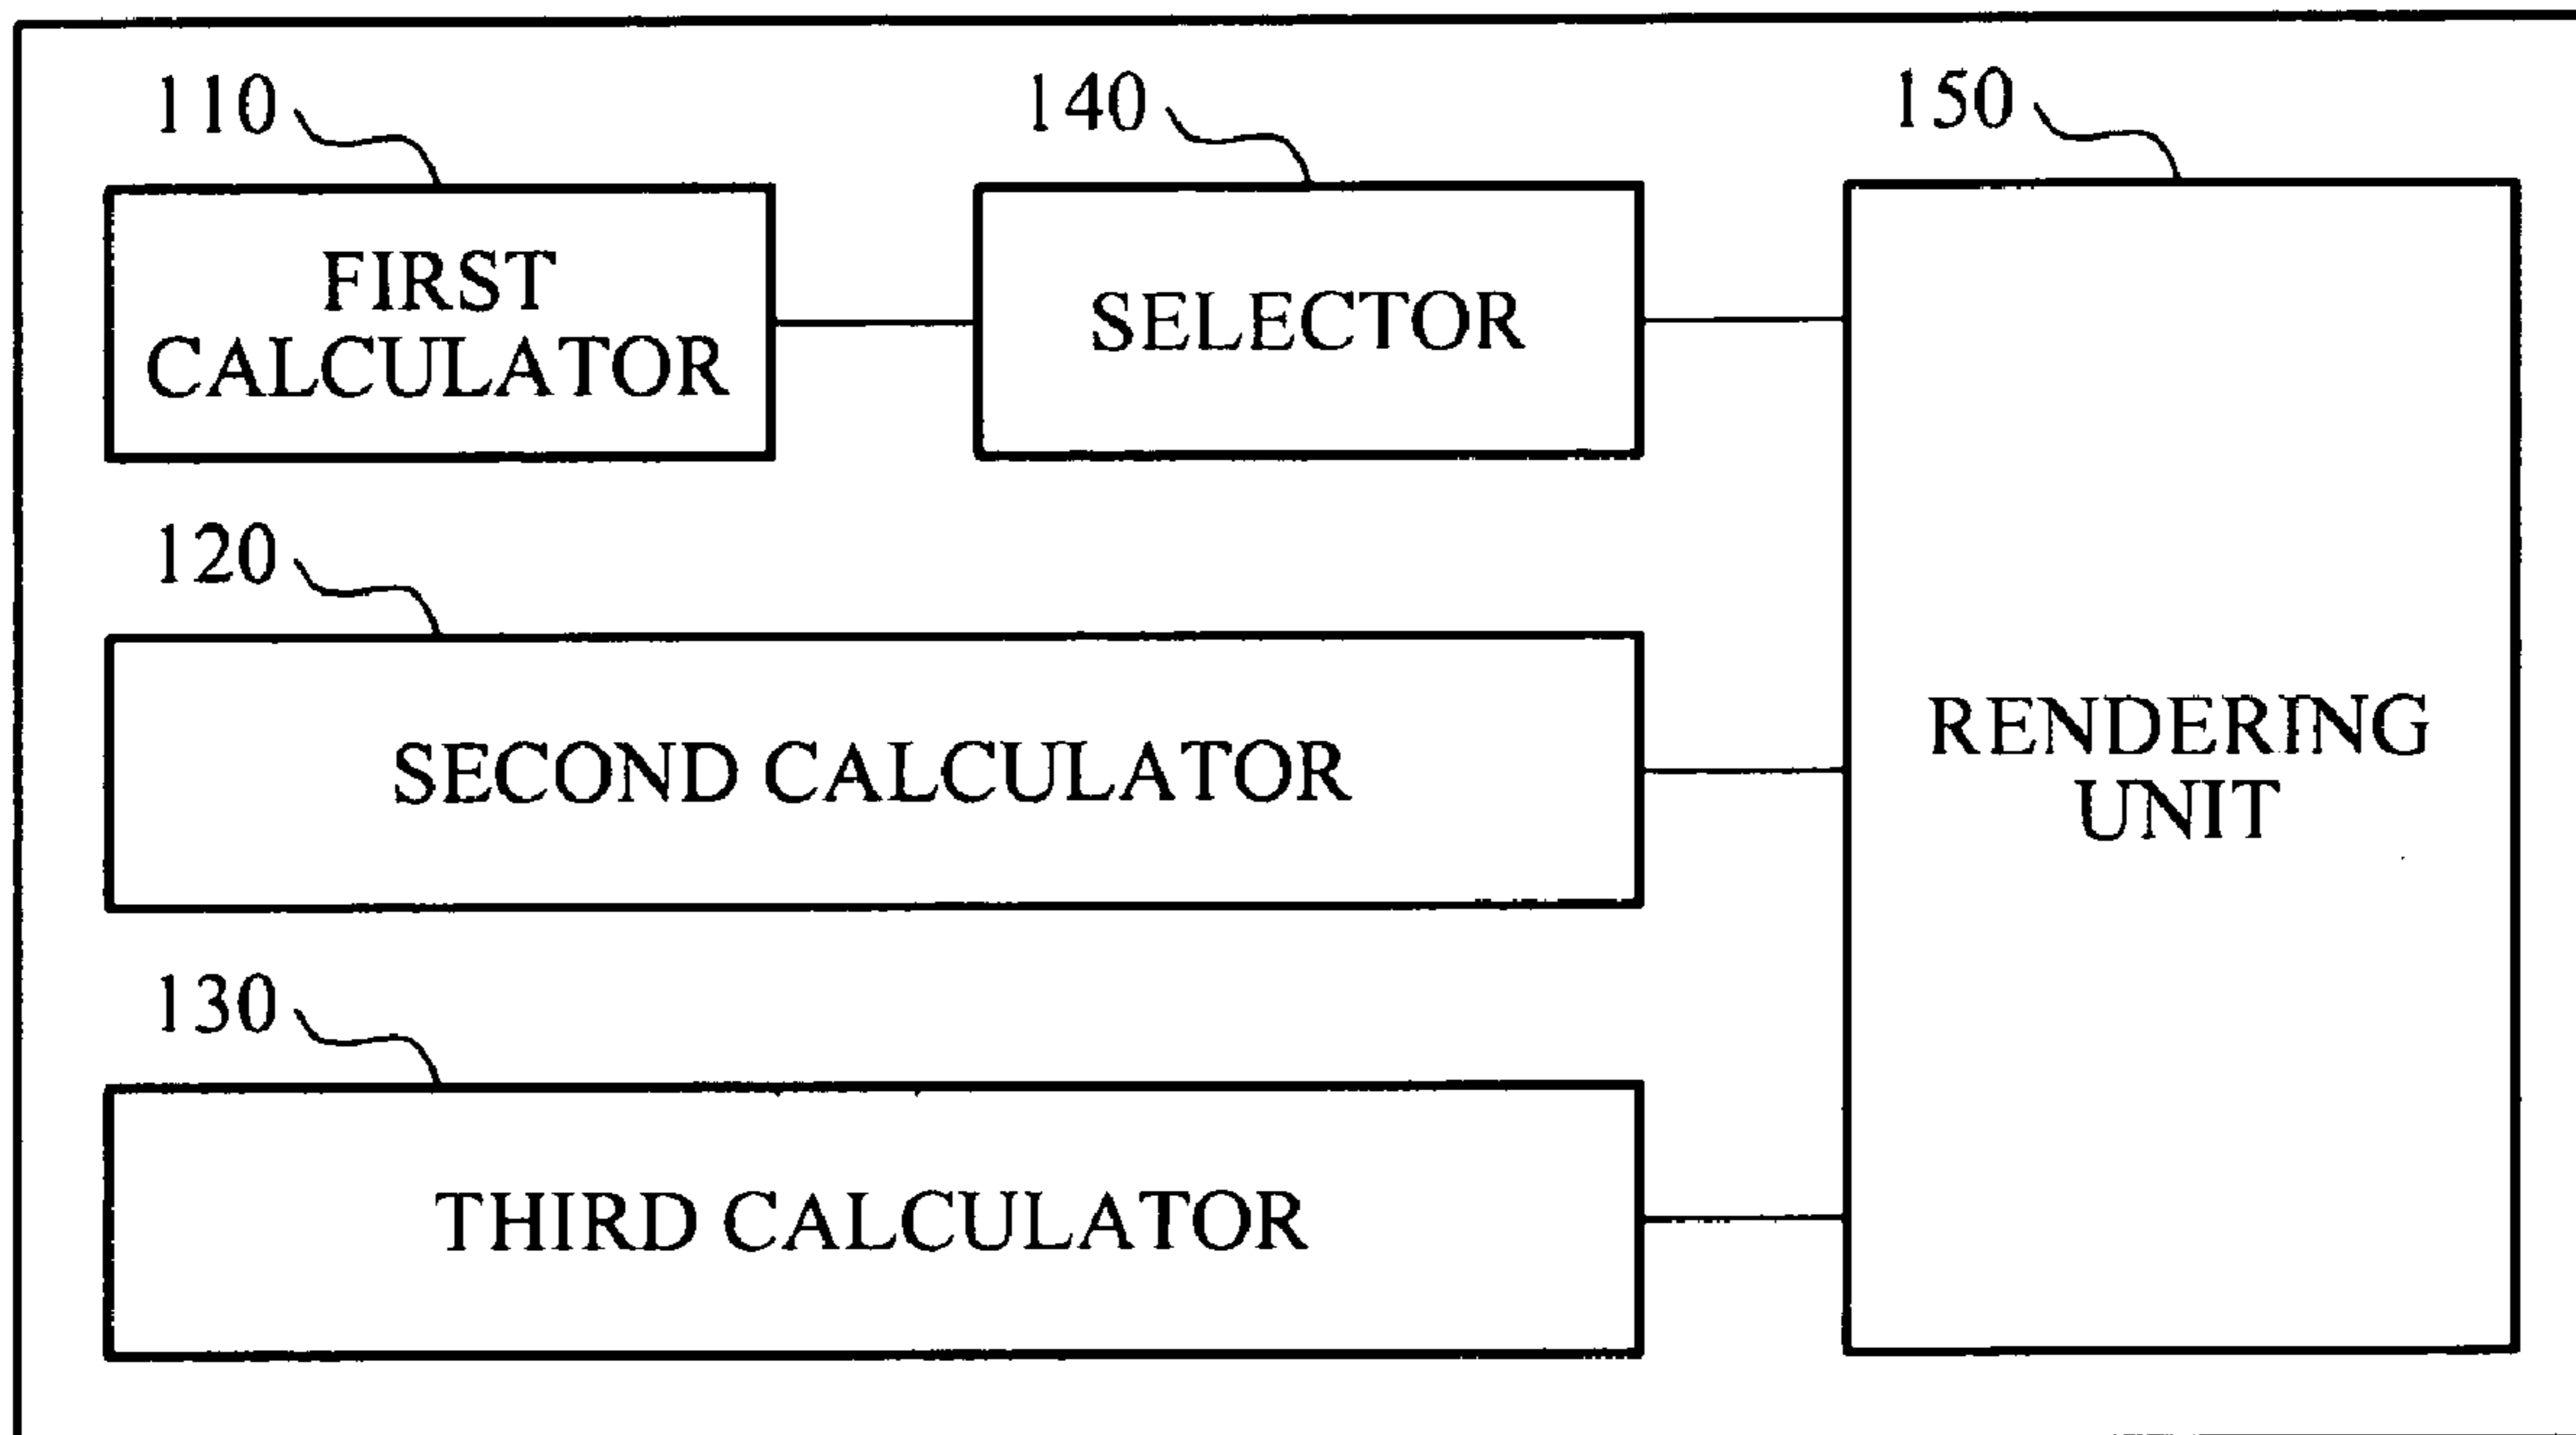 110
140
150
FIRST
CALCULATOR
SELECTOR
120
SECOND CALCULATOR
RENDERING
UNIT
130
THIRD CALCULATOR